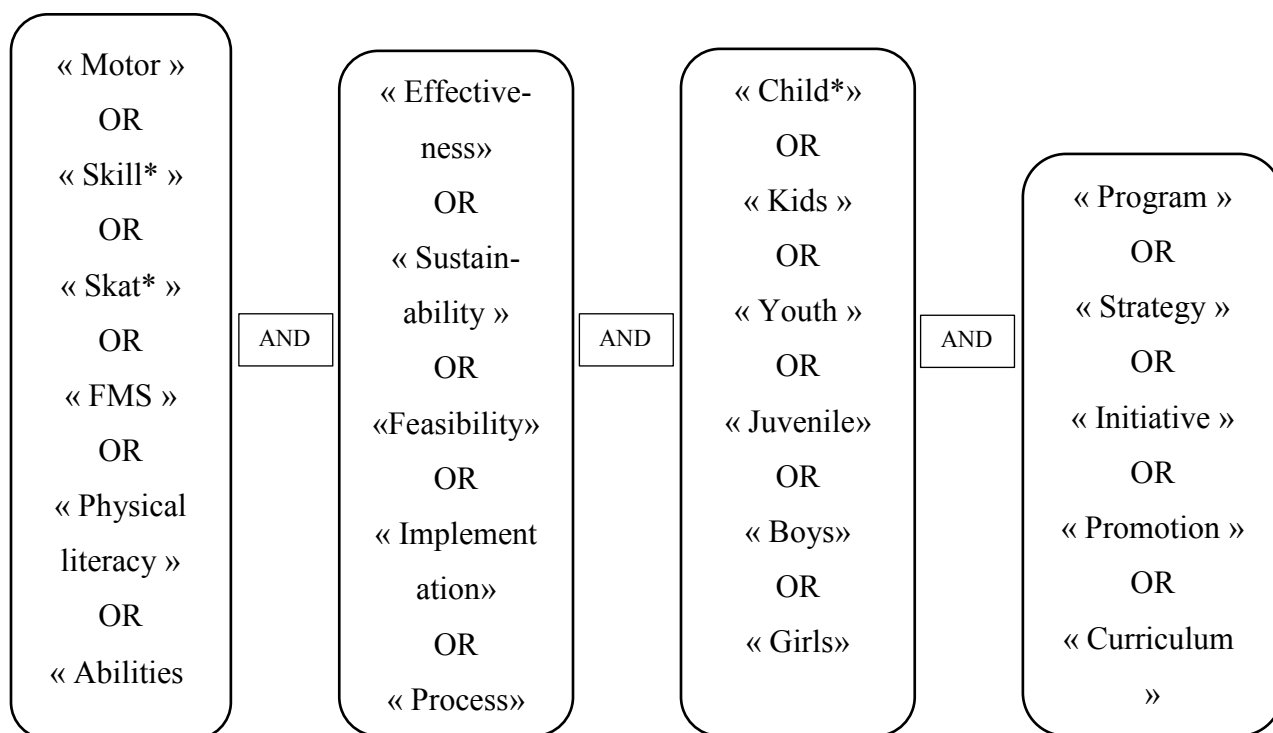 « Motor »
OR
« Skill* »
OR
« Skat* »
OR
« FMS »
OR
« Physical
literacy »
OR
« Abilities
AND
« Effective-
ness»
OR
« Sustain-
ability »
OR
«Feasibility»
OR
« Implement
ation»
OR
« Process»
AND
« Child*»
OR
« Kids »
OR
« Youth »
OR
« Juvenile»
OR
« Boys»
OR
« Girls»
AND
« Program »
OR
« Strategy »
OR
« Initiative »
OR
« Promotion »
OR
« Curriculum
»